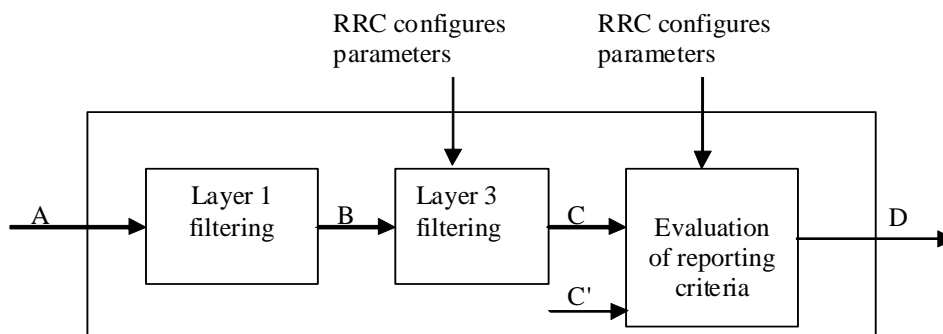 RRC configures
parameters
RRC configures
parameters
Layer 1
filtering
Layer 3
filtering
Evaluation
of reporting
criteria
A
B
C
C'
D